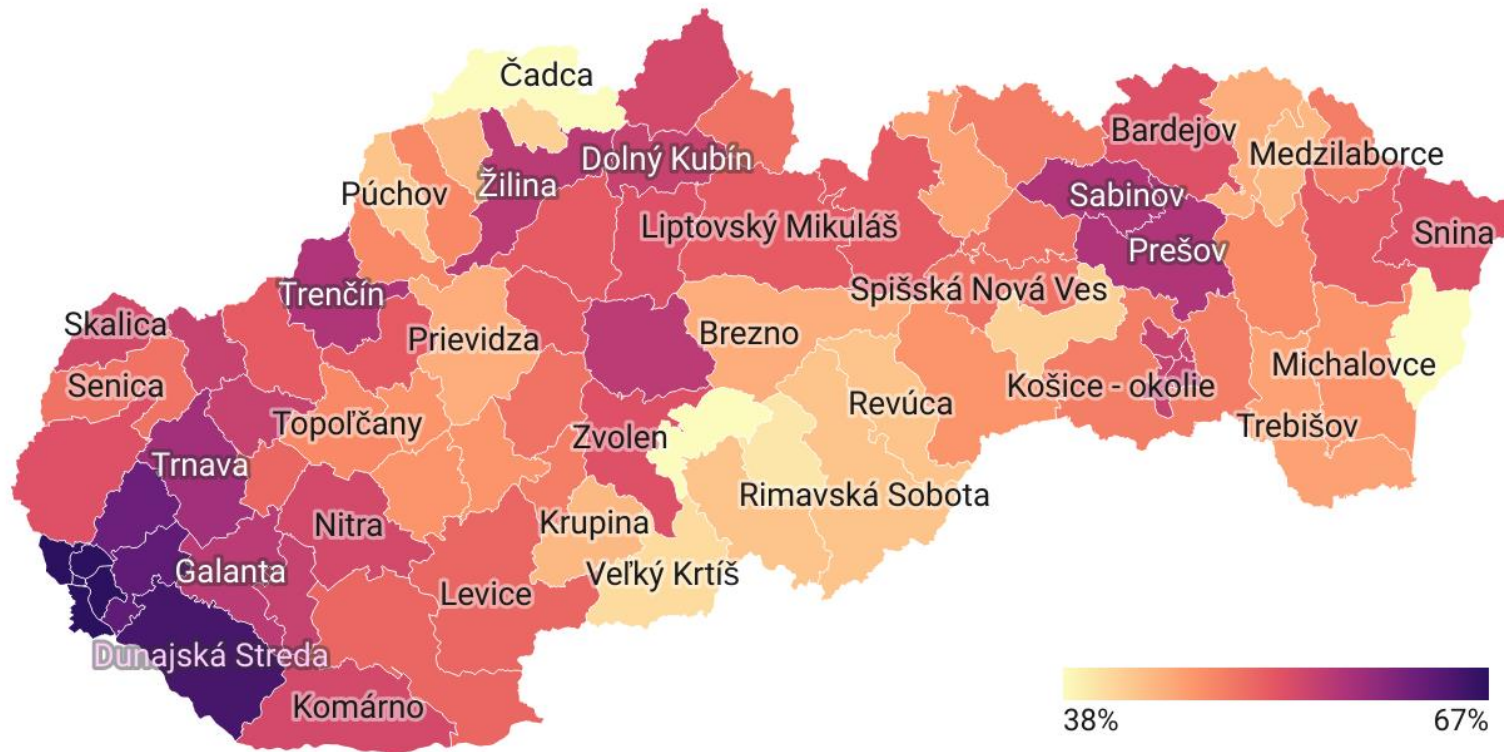 Čadca
Bardejov
Medzilaborce
Dolný Kubín
Púchov
Žilina
Sabinov
Liptovský Mikuláš
Snina
Prešov
Trenčín
Spišská Nová Ves
Skalica
Prievidza
Brezno
Michalovce
Senica
Košice - okolie
Revúca
Topoľčany
Zvolen
Trebišov
Trnava
Rimavská Sobota
Nitra
Krupina
Galanta
Veľký Krtíš
Levice
Dunajská Streda
Komárno
38%
67%